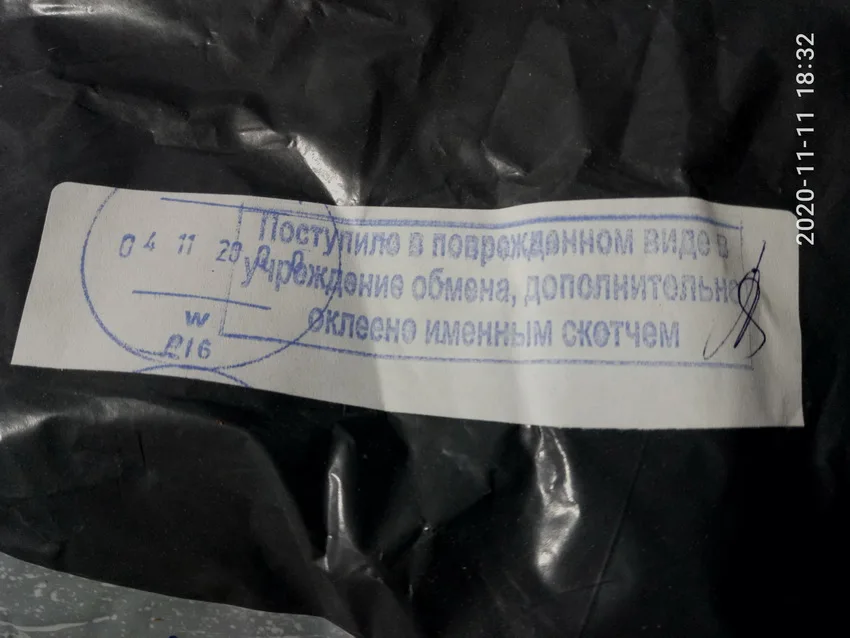 2020-11-11 18:32
Поступило в поврежденном виде в
учреждение обмена, дополнительно
оклеено именным скотчем
04 11 20
w
216